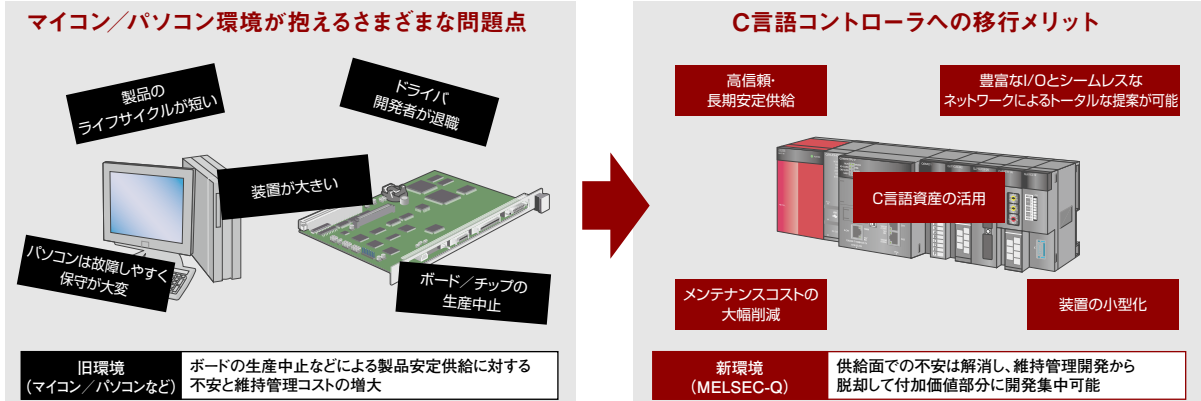 マイコン／パソコン環境が抱えるさまざまな問題点
製品の
ライフサイクルが短い
ドライバ
開発者が退職
装置が大きい
パソコンは故障しやすく
保守が大変
ボード／チップの
生産中止
旧環境
（マイコン／パソコンなど）
ボードの生産中止などによる製品安定供給に対する
不安と維持管理コストの増大
C言語コントローラへの移行メリット
高信頼・
長期安定供給
豊富なI/Oとシームレスな
ネットワークによるトータルな提案が可能
C言語資産の活用
メンテナンスコストの
大幅削減
装置の小型化
新環境
（MELSEC-Q）
供給面での不安は解消し、維持管理開発から
脱却して付加価値部分に開発集中可能